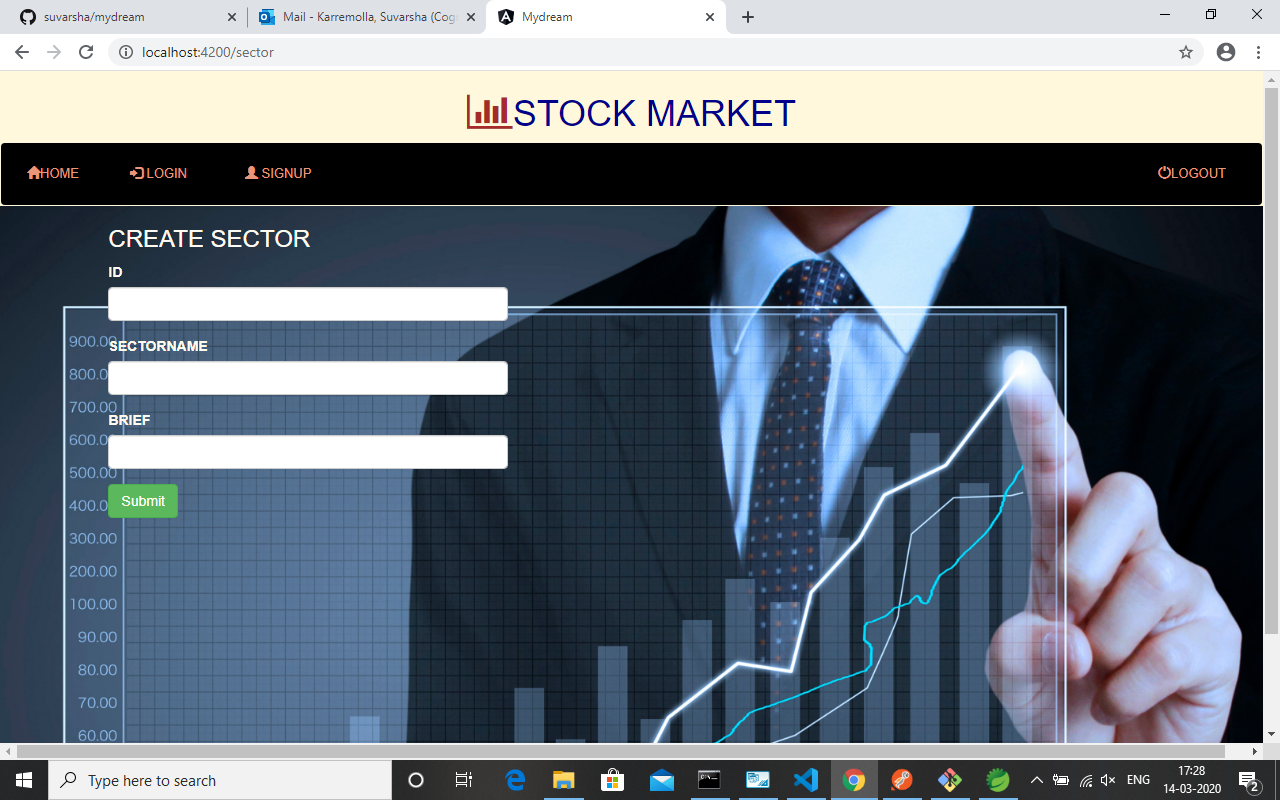 suvarsha/mydream
Mail - Karremolla, Suvarsha (Cog
Mydream
localhost:4200/sector
STOCK MARKET
HOME
LOGIN
SIGNUP
LOGOUT
CREATE SECTOR
ID
SECTORNAME
BRIEF
Submit
900.00
800.00
700.00
600.00
500.00
400.00
300.00
200.00
100.00
90.00
80.00
70.00
60.00
Type here to search
ENG
17:28
14-03-2020
2